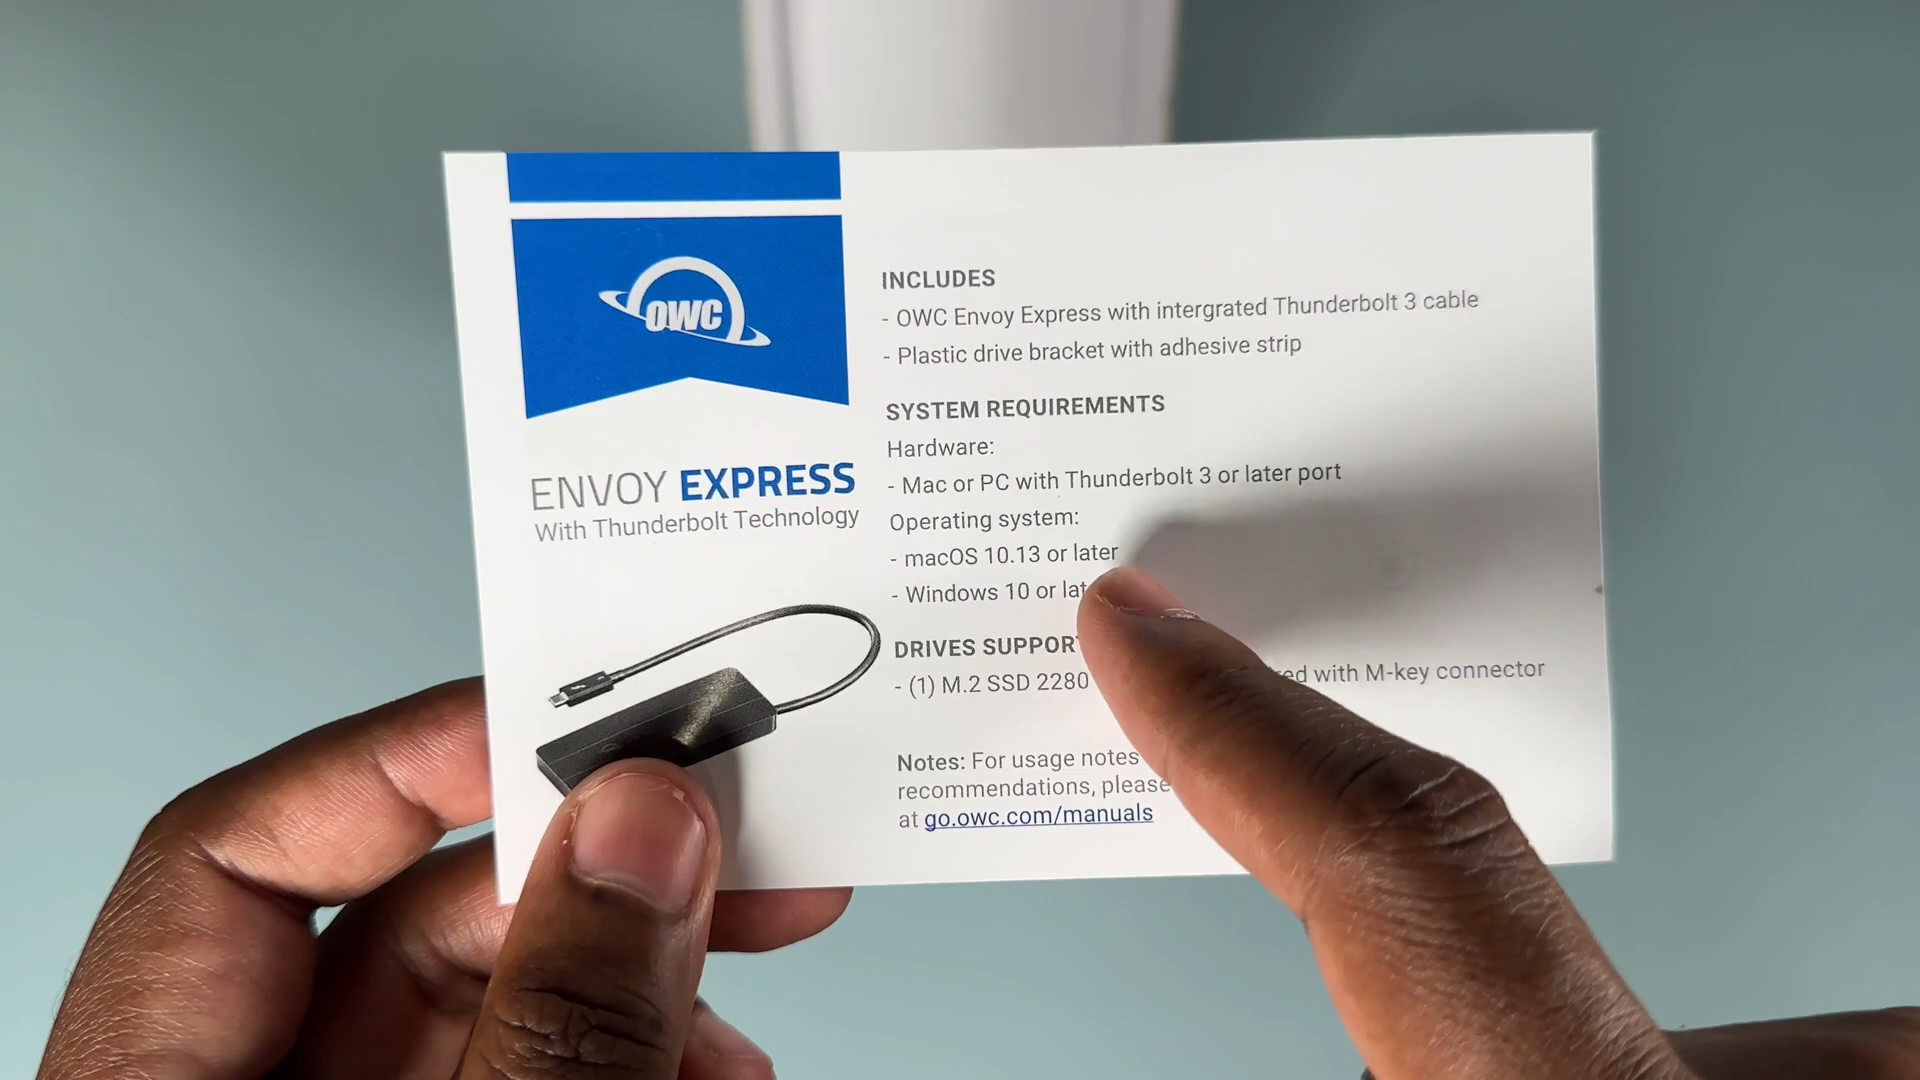 OWC
ENVOY EXPRESS
With Thunderbolt Technology
INCLUDES
- OWC Envoy Express with intergrated Thunderbolt 3 cable
- Plastic drive bracket with adhesive strip
SYSTEM REQUIREMENTS
Hardware:
- Mac or PC with Thunderbolt 3 or later port
Operating system:
- macOS 10.13 or later
- Windows 10 or
DRIVES
- (1) M.2 SSD 2280 with M-key connector
Notes: For usage notes
recommendations, please
at go.owc.com/manuals